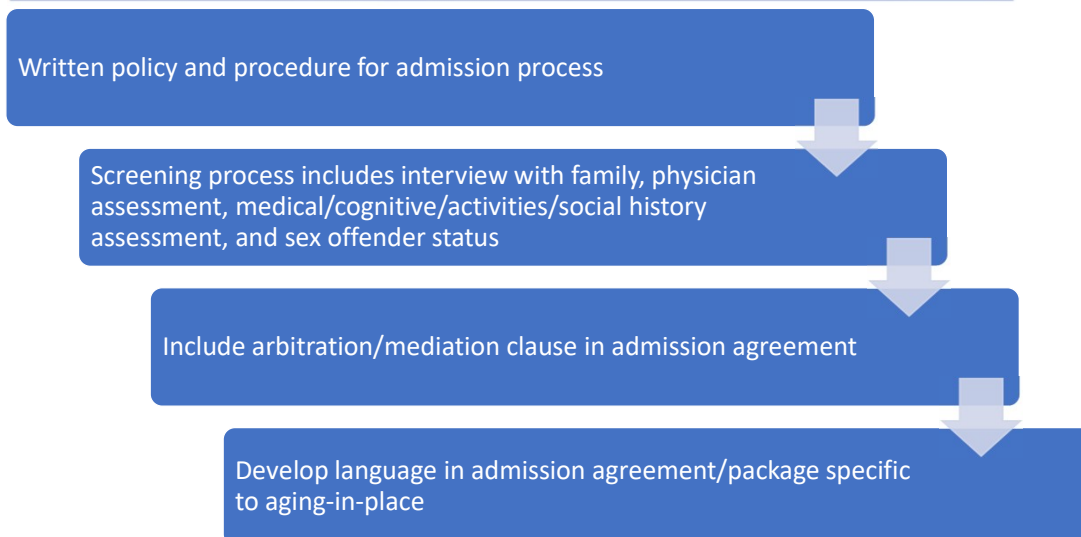 Written policy and procedure for admission process
Screening process includes interview with family, physician
assessment, medical/cognitive/activities/social history
assessment, and sex offender status
Include arbitration/mediation clause in admission agreement
Develop language in admission agreement/package specific
to aging-in-place